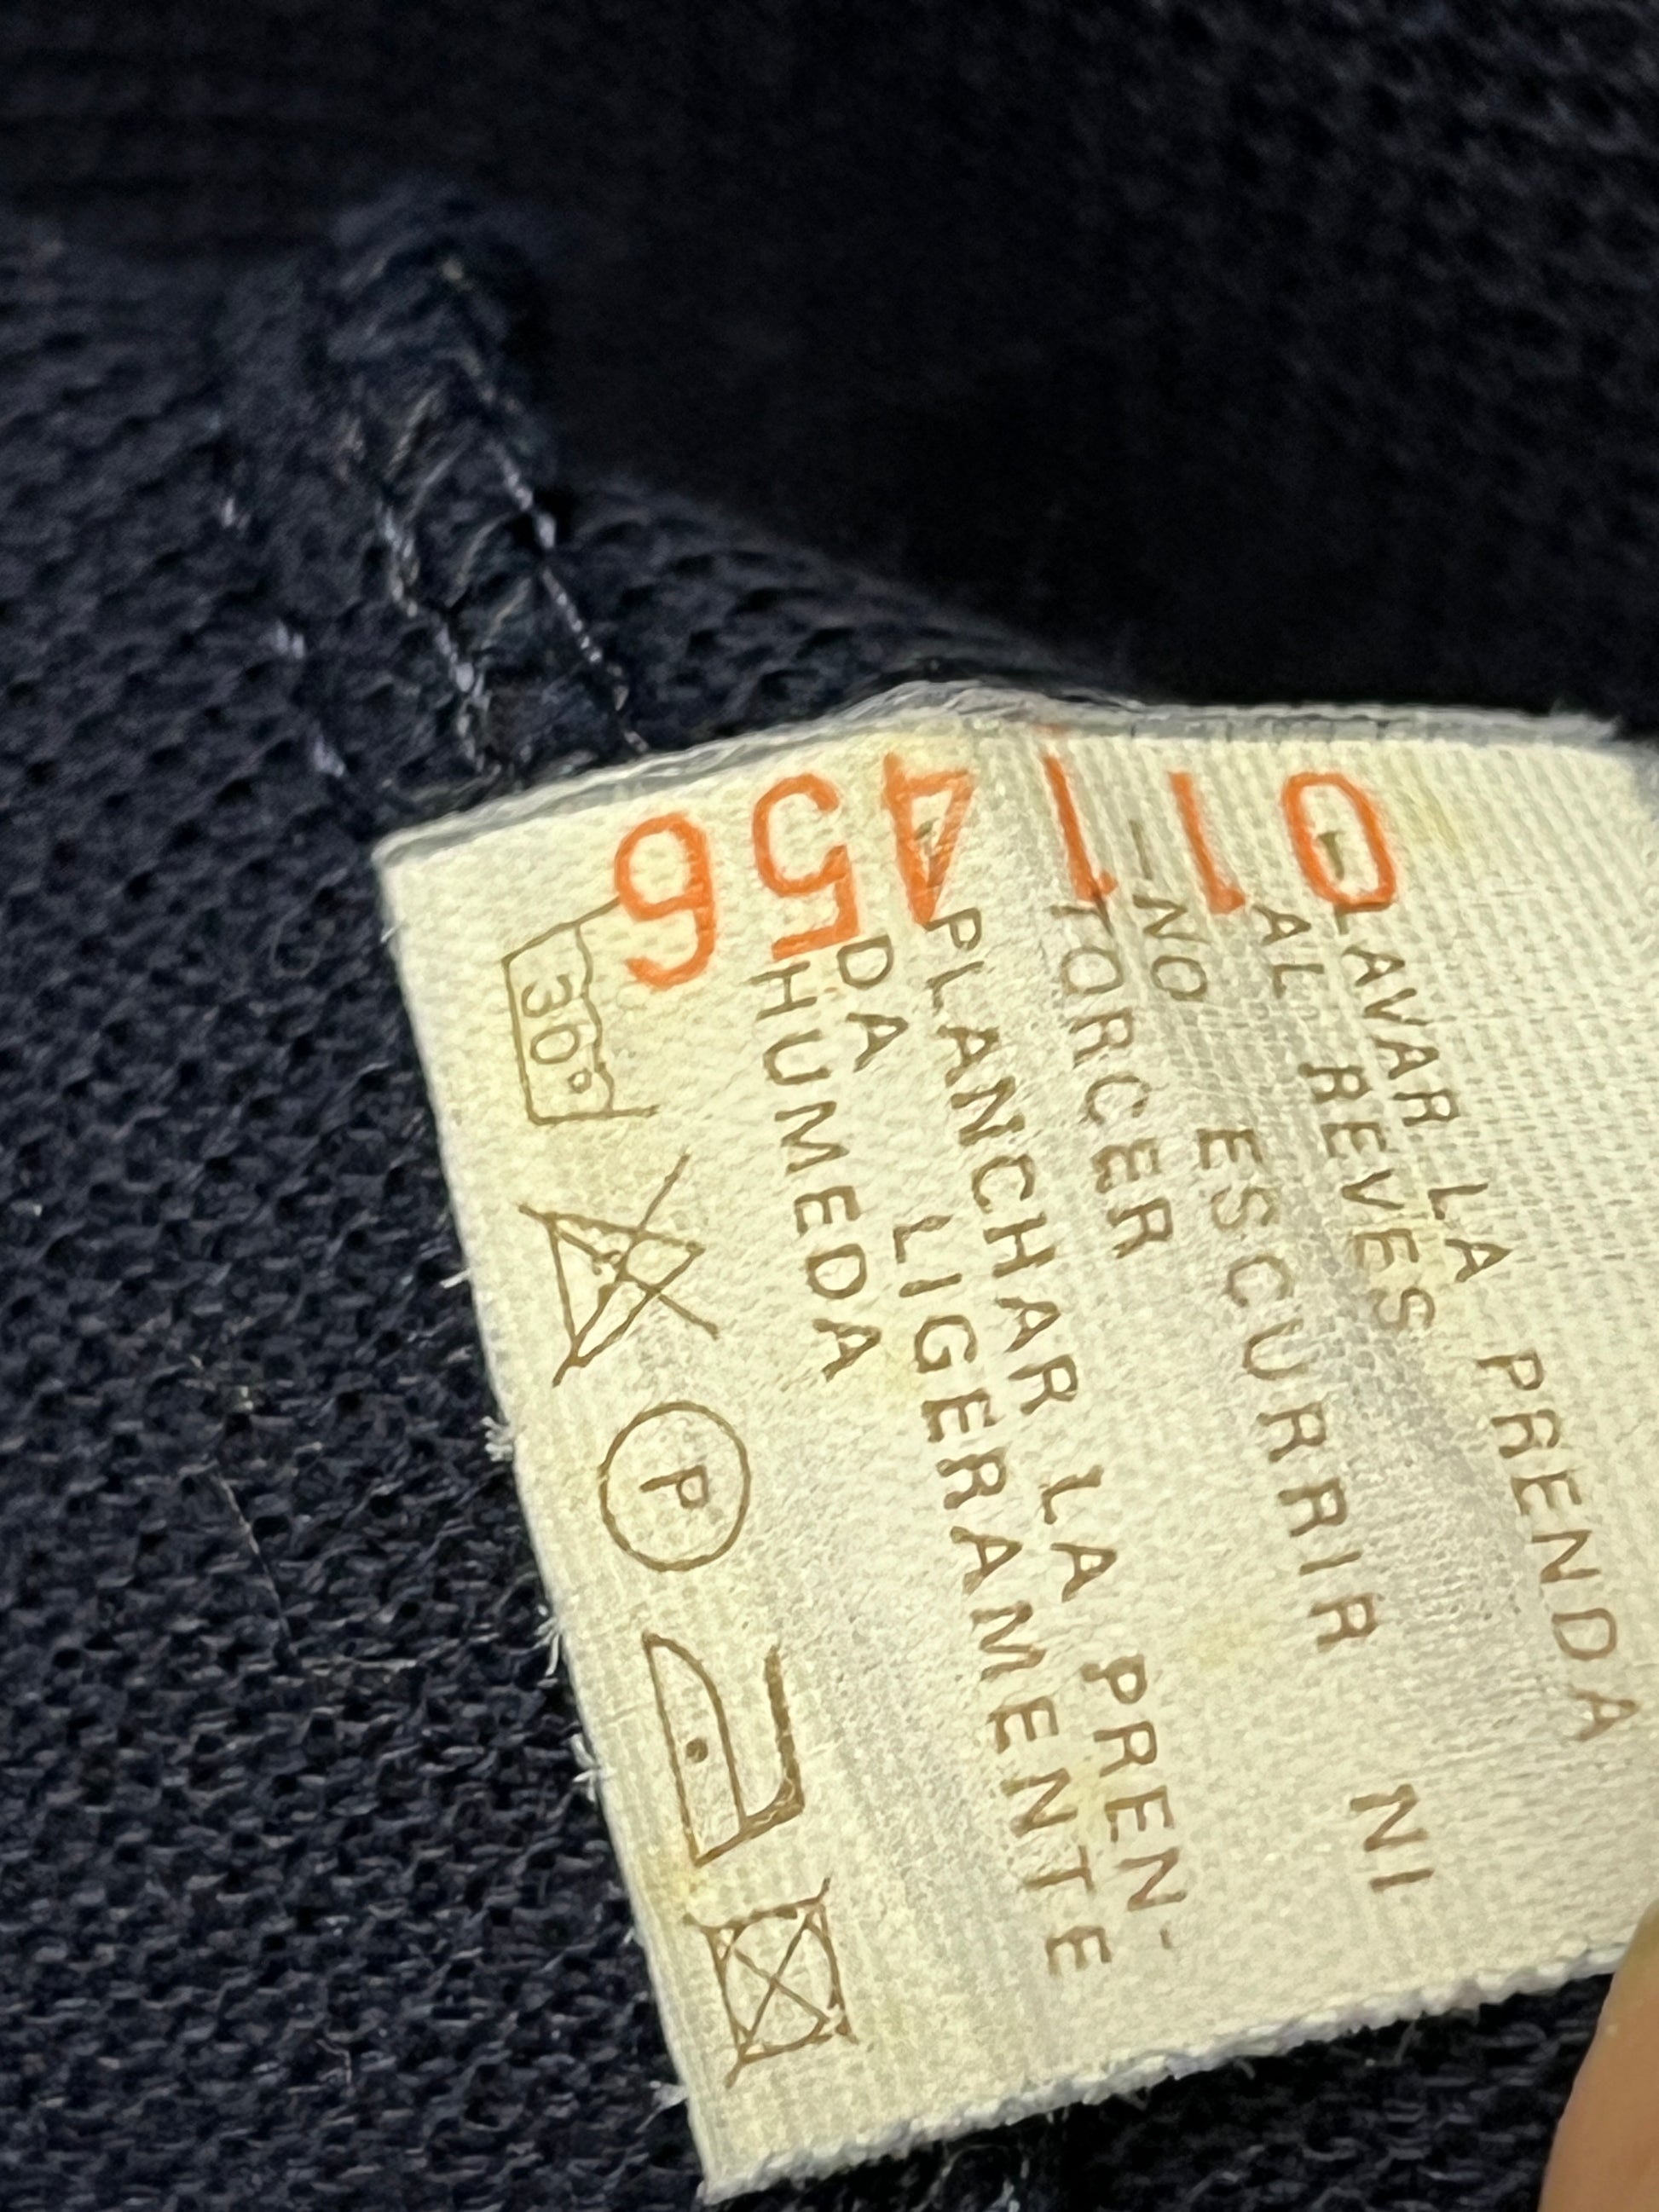 011456
-LAVAR LA PRENDA
AL REVES
-NO ESCURRIR NI
TORCER
-PLANCHAR LA PREN-
DA LIGERAMENTE
HUMEDA
30° P